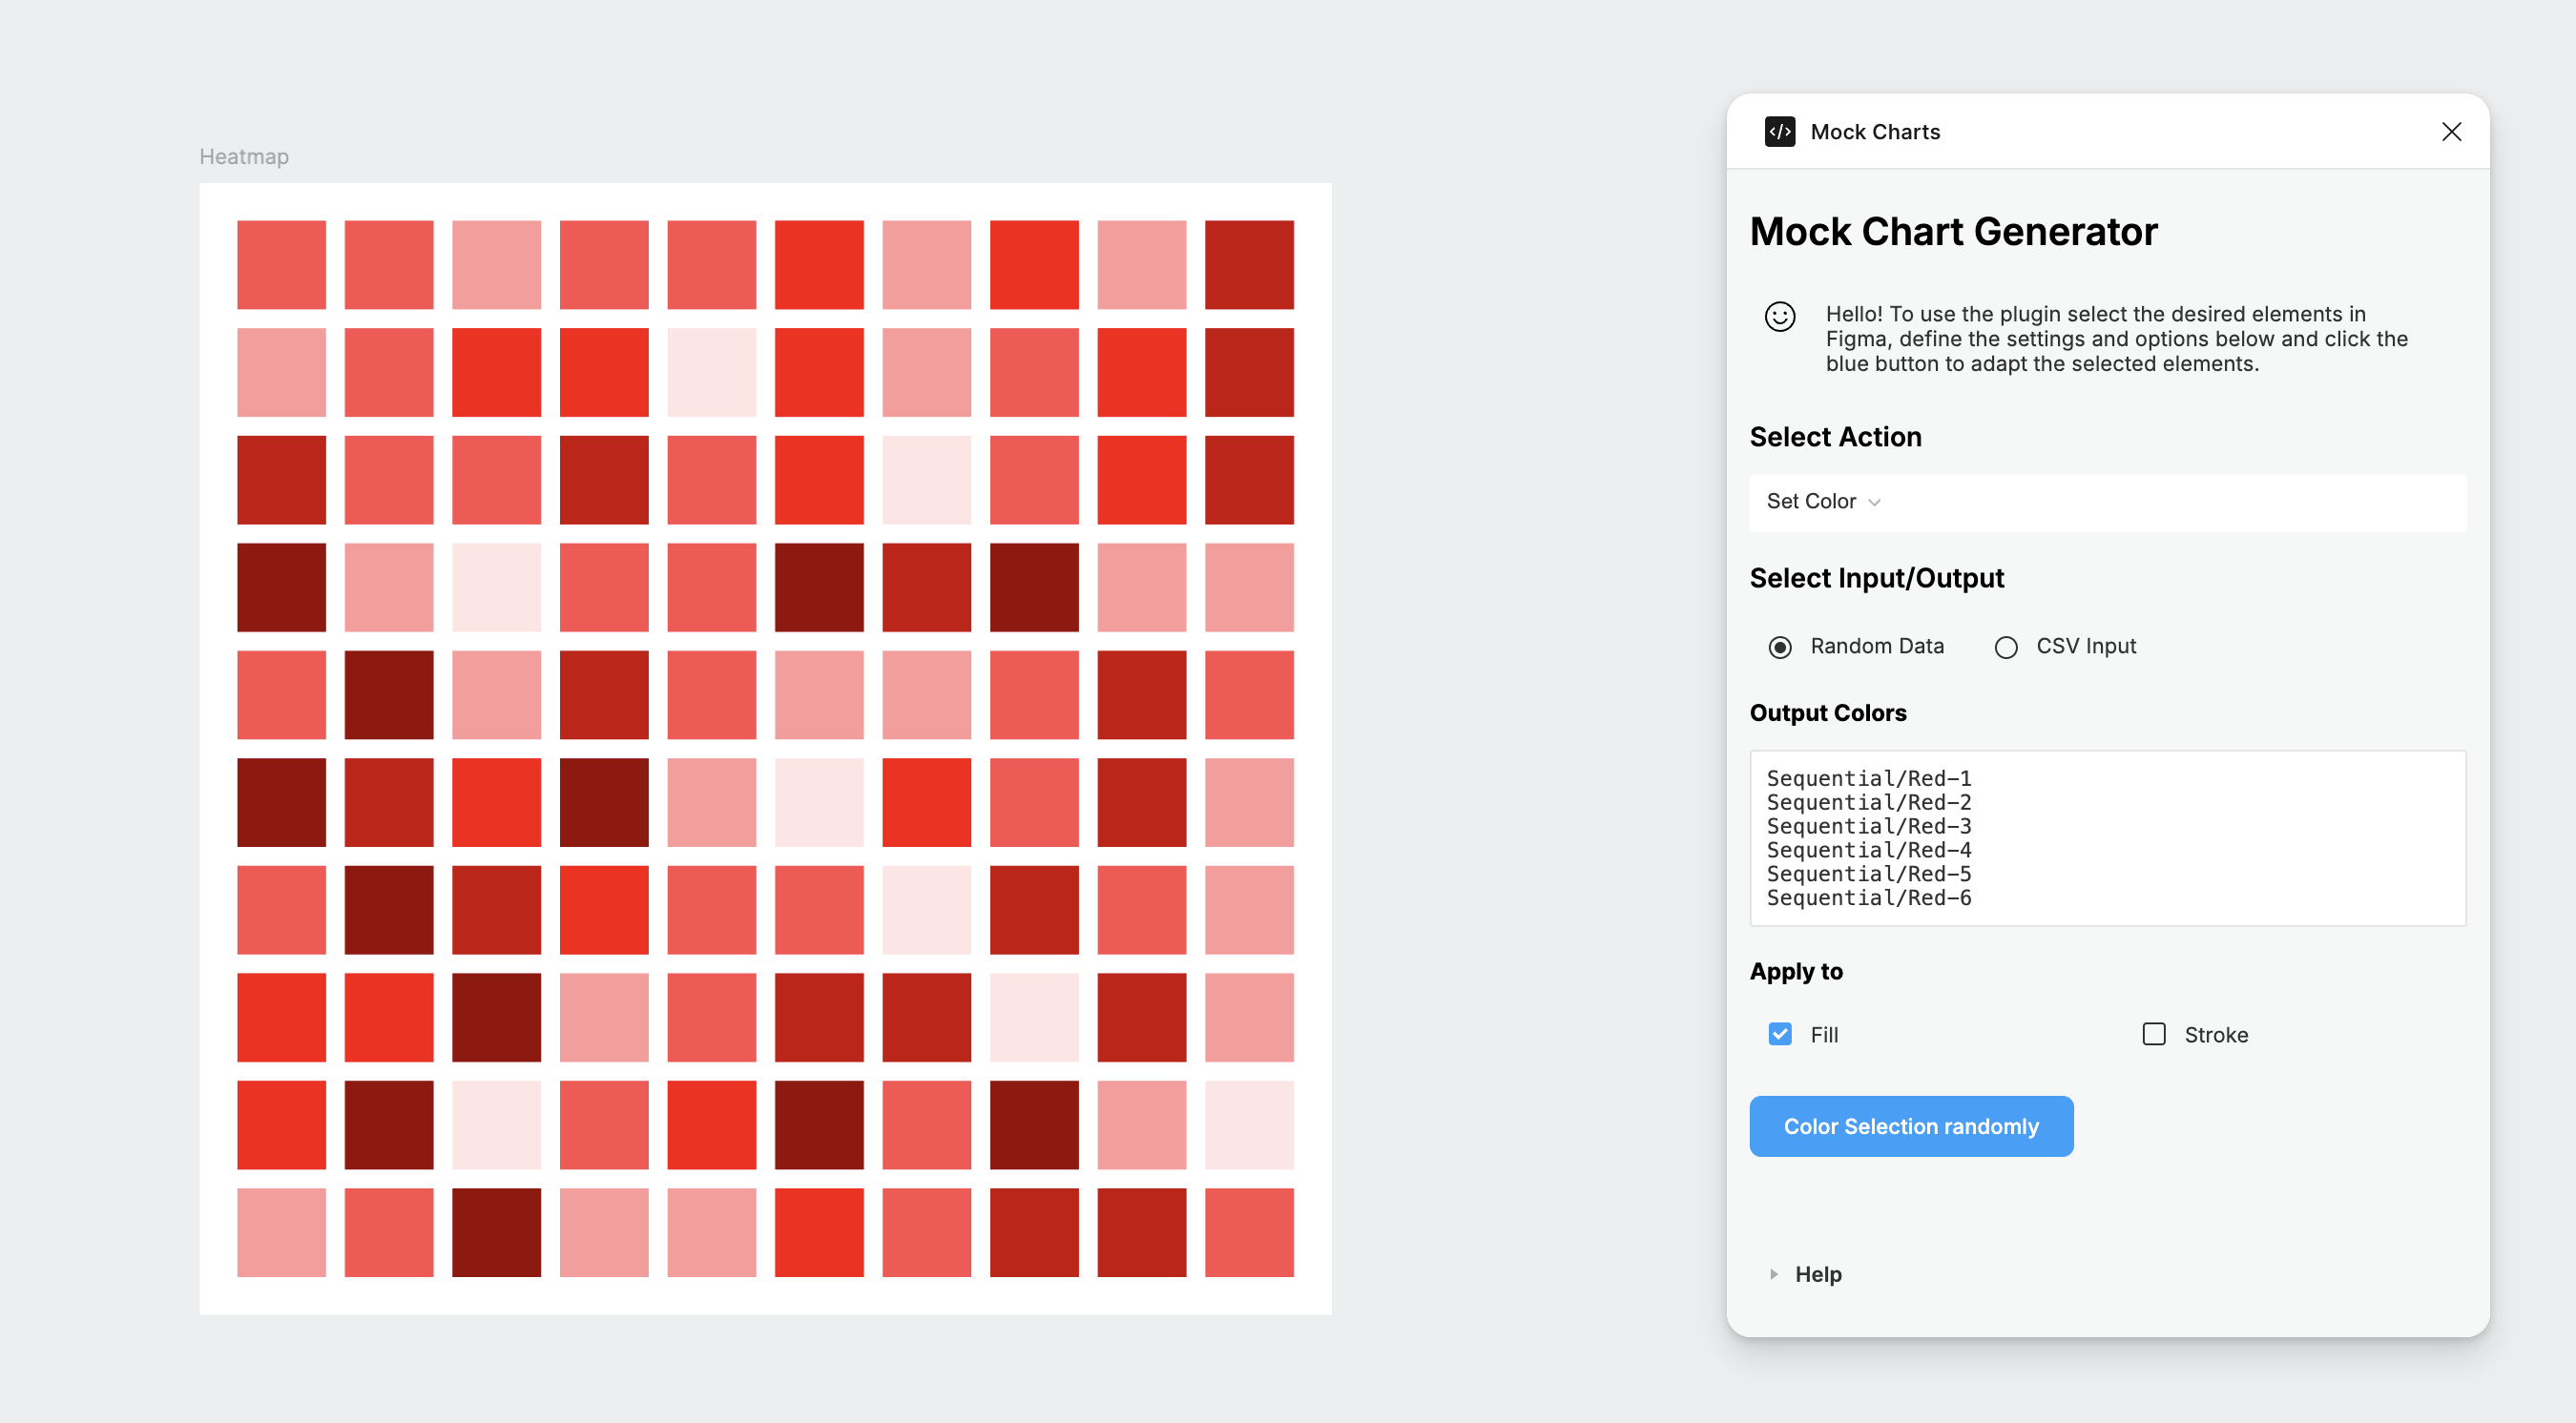 Heatmap
Mock Charts
Mock Chart Generator
Hello! To use the plugin select the desired elements in
Figma, define the settings and options below and click the
blue button to adapt the selected elements.
Select Action
Set Color
Select Input/Output
Random Data
CSV Input
Output Colors
Sequential/Red-1
Sequential/Red-2
Sequential/Red-3
Sequential/Red-4
Sequential/Red-5
Sequential/Red-6
Apply to
Fill
Stroke
Color Selection randomly
Help